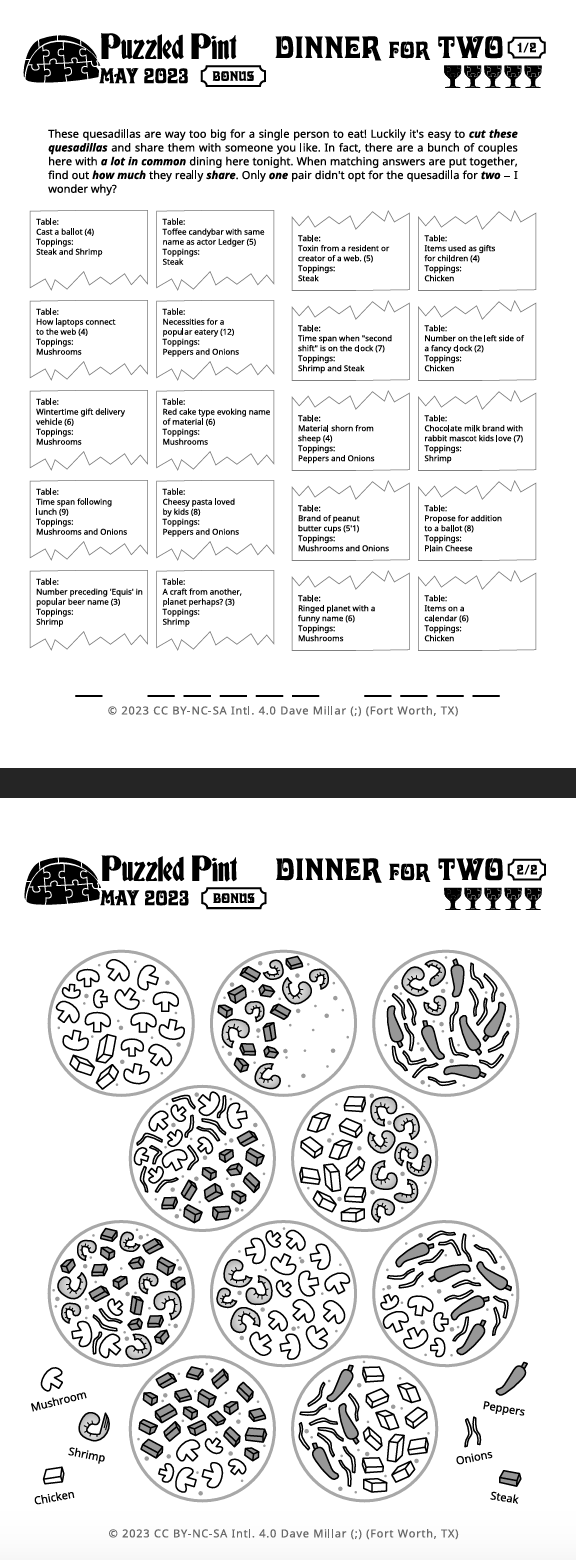 Puzzled Pint
MAY 2023 BONUS
DINNER FOR TWO 1/2
These quesadillas are way too big for a single person to eat! Luckily it's easy to cut these
quesadillas and share them with someone you like. In fact, there are a bunch of couples
here with a lot in common dining here tonight. When matching answers are put together,
find out how much they really share. Only one pair didn't opt for the quesadilla for two – I
wonder why?
Table:
Cast a ballot (4)
Toppings:
Steak and Shrimp
Table:
Toffee candybar with same
name as actor Ledger (5)
Toppings:
Steak
Table:
Toxin from a resident or
creator of a web. (5)
Toppings:
Steak
Table:
Items used as gifts
for children (4)
Toppings:
Chicken
Table:
How laptops connect
to the web (4)
Toppings:
Mushrooms
Table:
Necessities for a
popular eatery (12)
Toppings:
Peppers and Onions
Table:
Time span when "second
shift" is on the clock (7)
Toppings:
Shrimp and Steak
Table:
Number on the left side of
a fancy clock (2)
Toppings:
Chicken
Table:
Wintertime gift delivery
vehicle (6)
Toppings:
Mushrooms
Table:
Red cake type evoking name
of material (6)
Toppings:
Mushrooms
Table:
Material shorn from
sheep (4)
Toppings:
Peppers and Onions
Table:
Chocolate milk brand with
rabbit mascot kids love (7)
Toppings:
Shrimp
Table:
Time span following
lunch (9)
Toppings:
Mushrooms and Onions
Table:
Cheesy pasta loved
by kids (8)
Toppings:
Peppers and Onions
Table:
Brand of peanut
butter cups (5'1)
Toppings:
Mushrooms and Onions
Table:
Propose for addition
to a ballot (8)
Toppings:
Plain Cheese
Table:
Number preceding 'Equis' in
popular beer name (3)
Toppings:
Shrimp
Table:
A craft from another,
planet perhaps? (3)
Toppings:
Shrimp
Table:
Ringed planet with a
funny name (6)
Toppings:
Mushrooms
Table:
Items on a
calendar (6)
Toppings:
Chicken
© 2023 CC BY-NC-SA Intl. 4.0 Dave Millar (;) (Fort Worth, TX)
Puzzled Pint
MAY 2023 BONUS
DINNER FOR TWO 2/2
Mushroom
Shrimp
Chicken
Peppers
Onions
Steak
© 2023 CC BY-NC-SA Intl. 4.0 Dave Millar (;) (Fort Worth, TX)